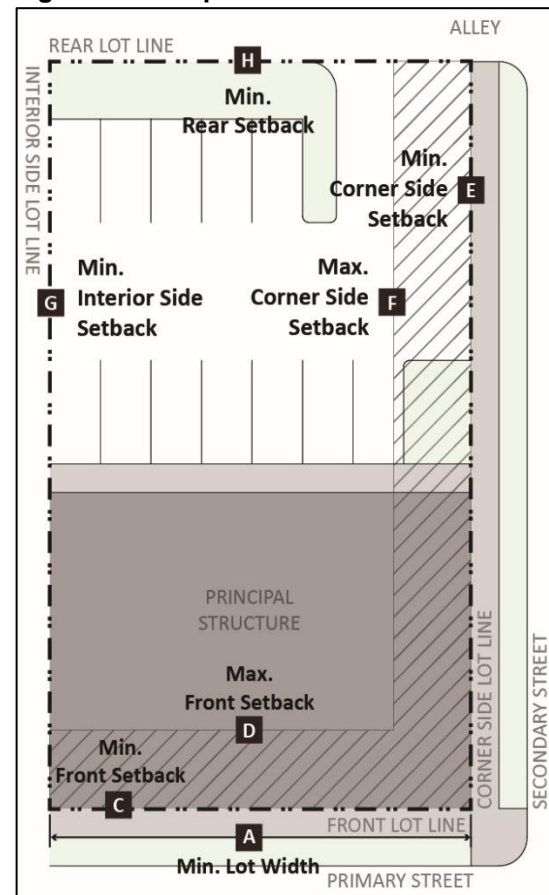 ALLEY
REAR LOT LINE
H
Min.
Rear Setback
INTERIOR SIDE LOT LINE
Min.
Corner Side
Setback
E
G
Min.
Interior Side
Setback
Max.
Corner Side
Setback
F
PRINCIPAL
STRUCTURE
Max.
Front Setback
D
Min.
Front Setback
C
CORNER SIDE LOT LINE
SECONDARY STREET
FRONT LOT LINE
A
Min. Lot Width
PRIMARY STREET